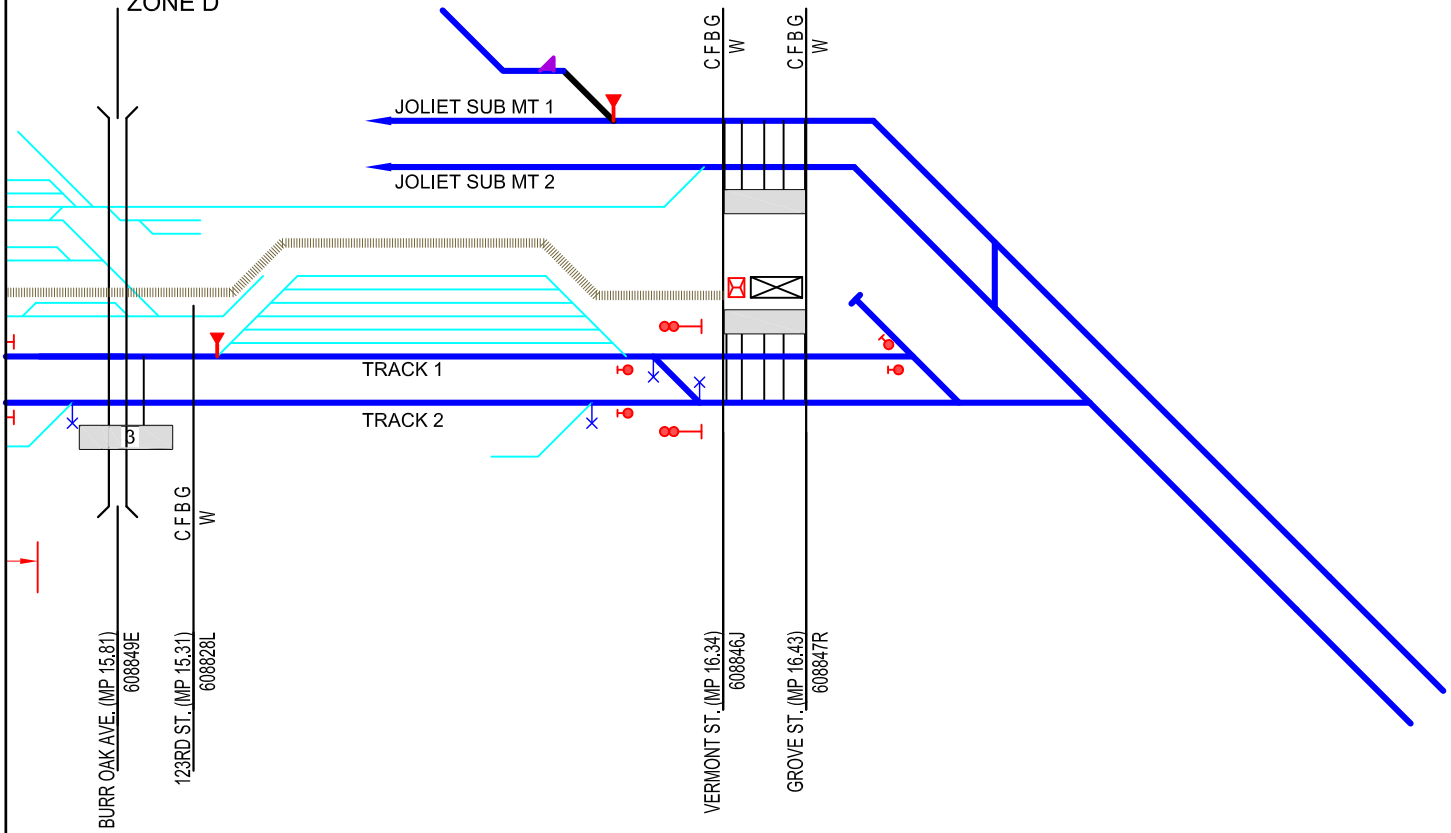 ZONE D
C F B G
W
C F B G
W
JOLIET SUB MT 1
JOLIET SUB MT 2
TRACK 1
TRACK 2
3
C F B G
W
BURR OAK AVE. (MP 15.81)
608849E
123RD ST. (MP 15.31)
608828L
VERMONT ST. (MP 16.34)
608846J
GROVE ST. (MP 16.43)
608847R